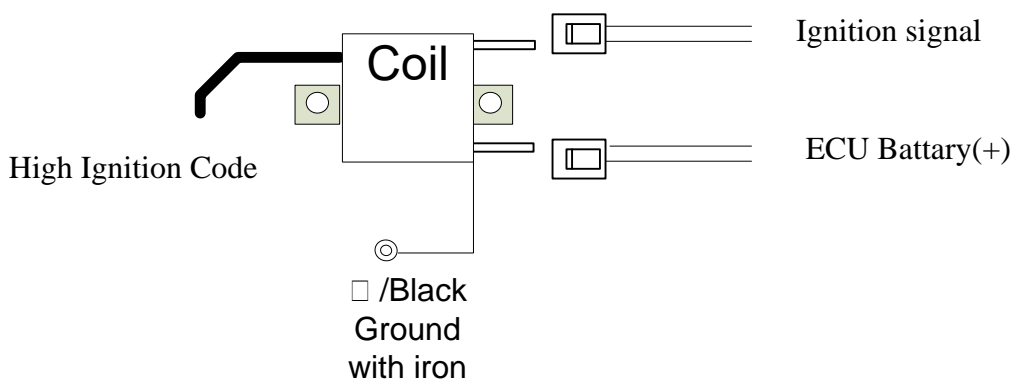 Ignition signal
Coil
ECU Battary(+)
High Ignition Code
/Black
Ground
with iron